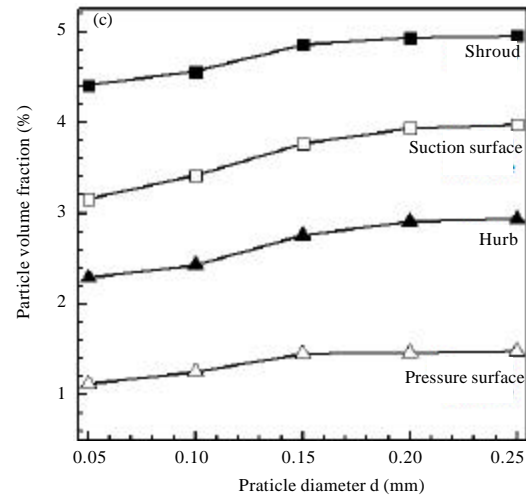 (c)
5
4
3
2
1
Particle volume fraction (%)
Shroud
Suction surface
Hurb
Pressure surface
0.05 0.10 0.15 0.20 0.25
Praticle diameter d (mm)